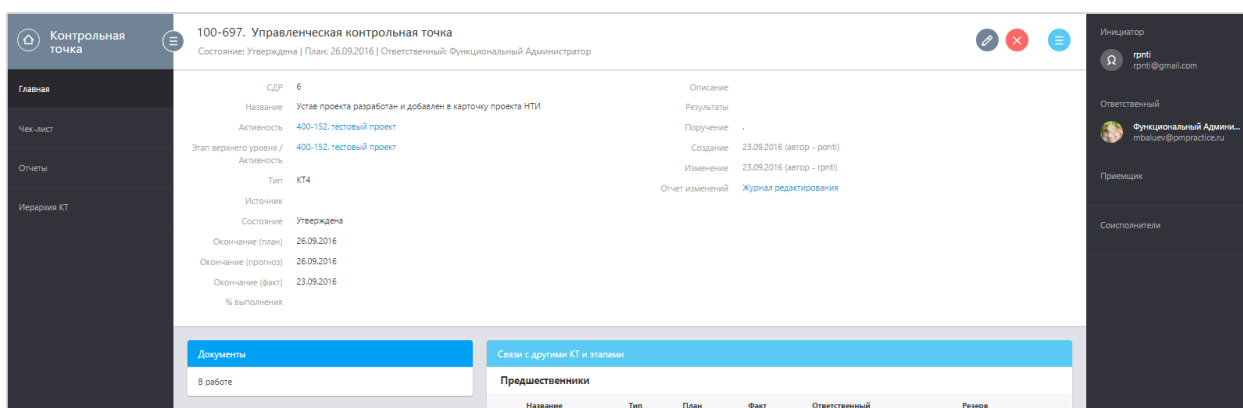 Контрольная
точка
Главная
Чек-лист
Отчеты
Иерархия КТ
100-697. Управленческая контрольная точка
Состояние: Утверждена | План: 26.09.2016 | Ответственный: Функциональный Администратор
СДР 6
Название Устав проекта разработан и добавлен в карточку проекта НТИ
Активность 400-152. тестовый проект
Этап верхнего уровня / 400-152. тестовый проект
Активность
Тип КТ4
Источник
Состояние Утверждена
Окончание (план) 26.09.2016
Окончание (прогноз) 26.09.2016
Окончание (факт) 23.09.2016
% выполнения
Описание
Результаты
Поручение .
Создание 23.09.2016 (автор - ponti)
Изменение 23.09.2016 (автор - rpnti)
Отчет изменений Журнал редактирования
Документы
В работе
Связи с другими КТ и этапами
Предшественники
Название Тип План Факт Ответственный Резерв
Инициатор
rpnti
rpnti@gmail.com
Ответственный
Функциональный Админи...
mbaluev@pmpractice.ru
Приемщик
Соисполнители